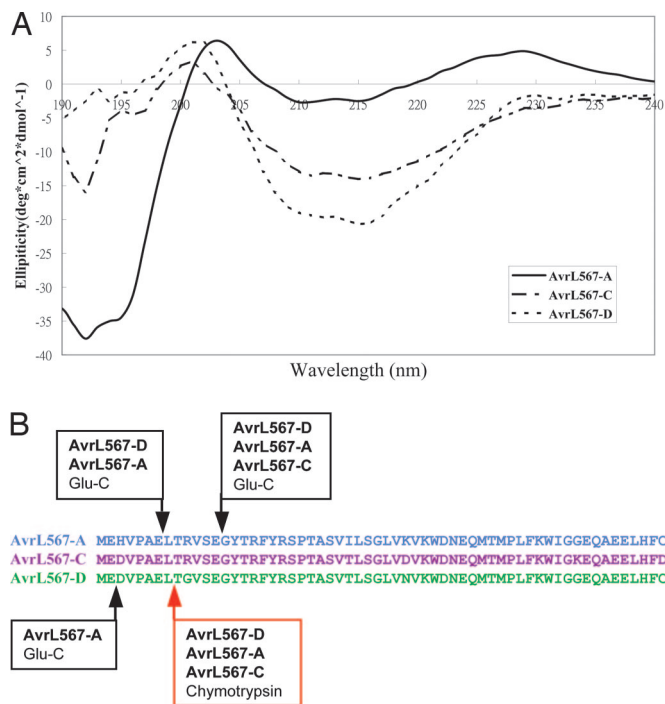 A
10
5
0
-5
-10
-15
-20
-25
-30
-35
-40
Ellipiticity(deg*cm^2*dmol^-1)
190 195 200 205 210 215 220 225 230 235 240
AvrL567-A
AvrL567-C
AvrL567-D
Wavelength (nm)
B
AvrL567-D
AvrL567-A
Glu-C
AvrL567-D
AvrL567-A
AvrL567-C
Glu-C
AvrL567-A MEHVPAELTRVSEGYTRFYRSPTASVILSGLVKVKWDNEQMTMPLFKWIGGEQAEELHFC
AvrL567-C MEDVPAELTRVSEGYTRFYRSPTASVTLSGLVDVKWDNEQMTMPLFKWIGKEQAEELHFD
AvrL567-D MEDVPAELTGVSEGYTRFYRSPTASVTLSGLVNVKWDNEQMTMPLFKWIGGEQAEELHFC
AvrL567-A
Glu-C
AvrL567-D
AvrL567-A
AvrL567-C
Chymotrypsin